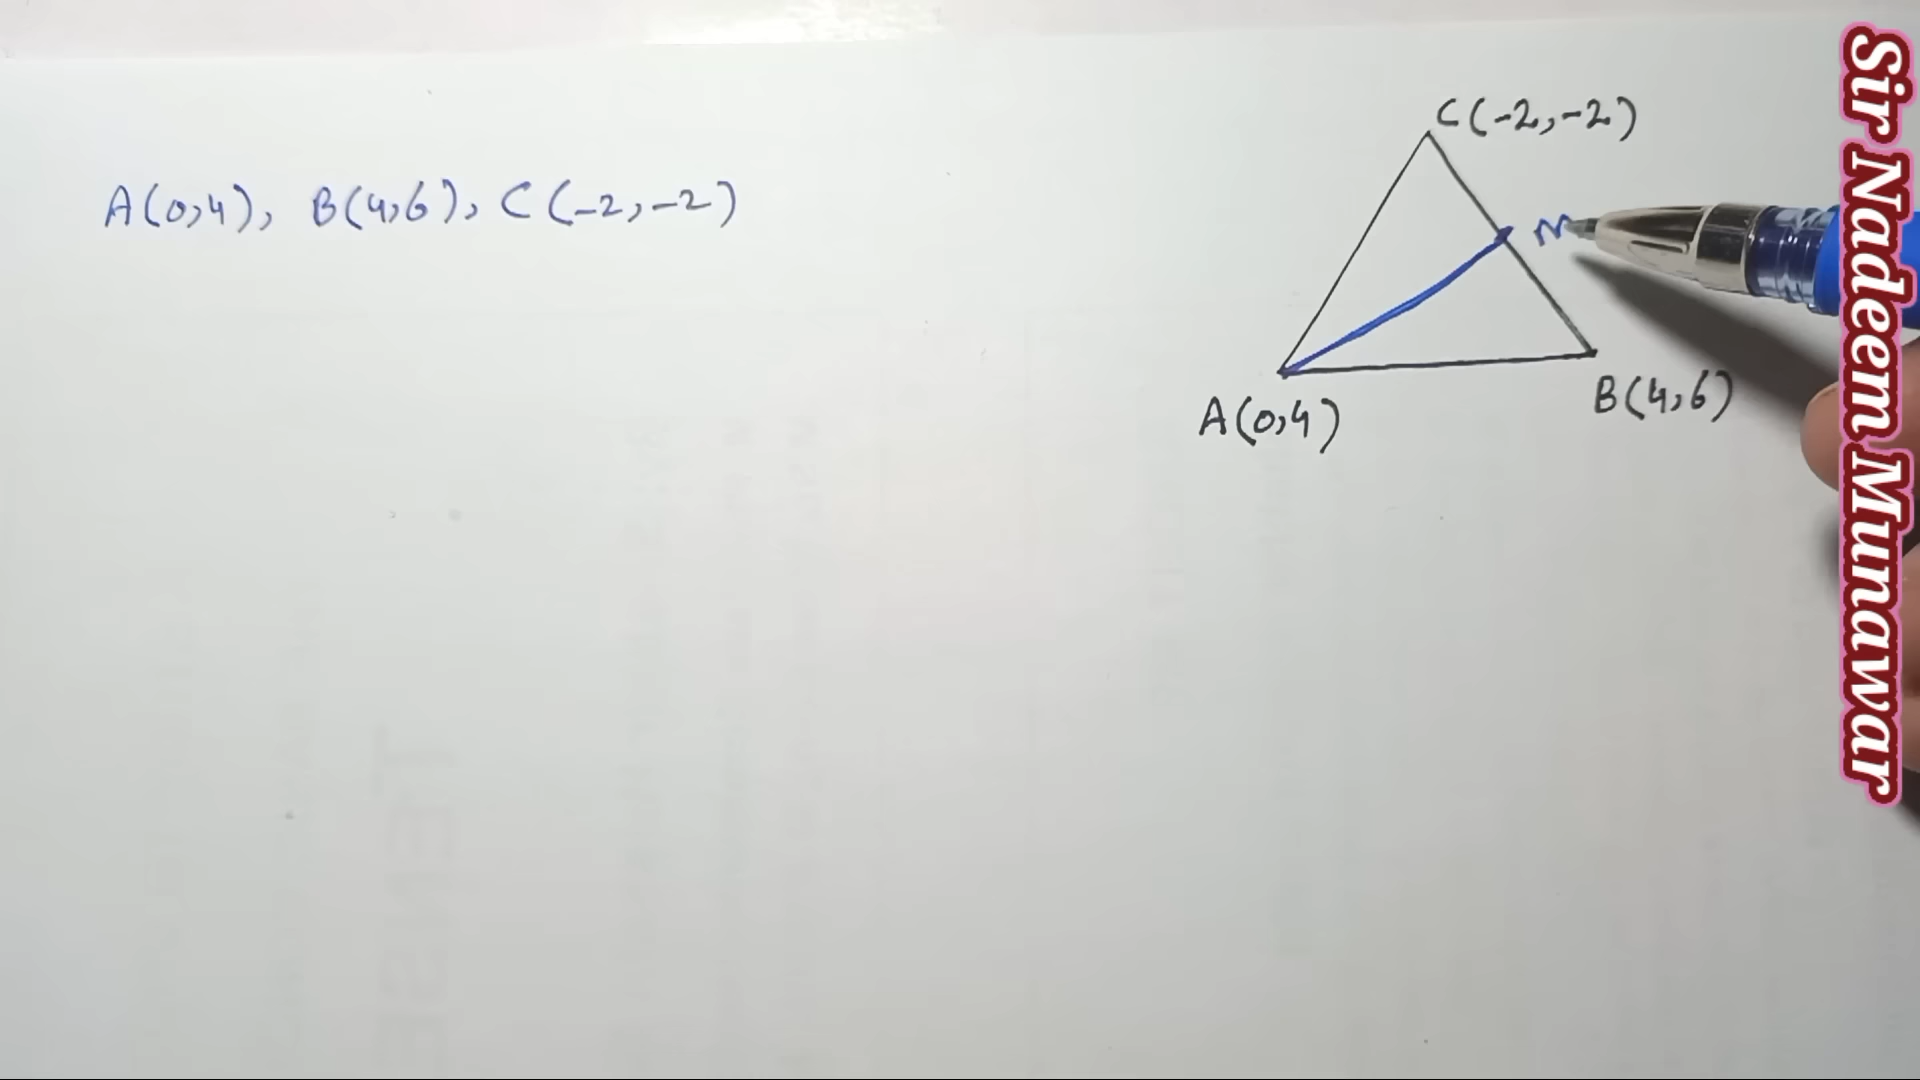 C(-2,-2)
A(0,4), B(4,6), C(-2,-2)
m
B(4,6)
A(0,4)
Sir Nadeem Munawar